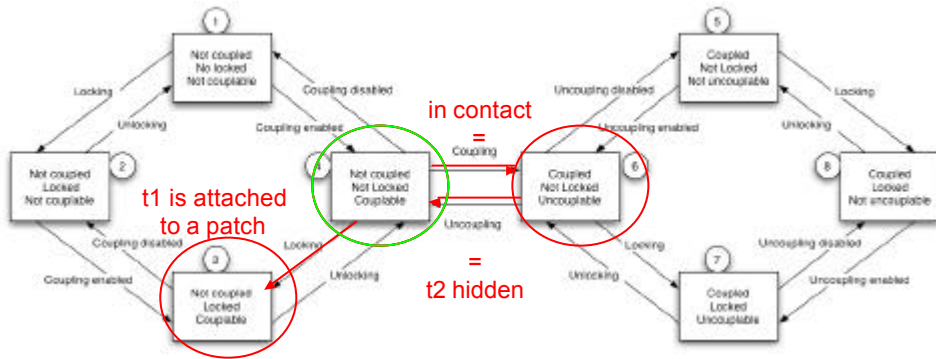 1
Not coupled
No locked
Not couplable
5
Coupled
Not Locked
Not uncouplable
Locking
Unlocking
Coupling disabled
Coupling enabled
in contact
=
Coupling
Uncoupling disabled
Uncoupling enabled
Locking
Unlocking
2
Not coupled
Locked
Not couplable
4
Not coupled
Not Locked
Couplable
6
Coupled
Not Locked
Uncouplable
8
Coupled
Locked
Not uncouplable
t1 is attached
to a patch
Uncoupling
=
t2 hidden
Coupling disabled
Coupling enabled
Locking
Unlocking
3
Not coupled
Locked
Couplable
Locking
Unlocking
7
Coupled
Locked
Uncouplable
Uncoupling disabled
Uncoupling enabled